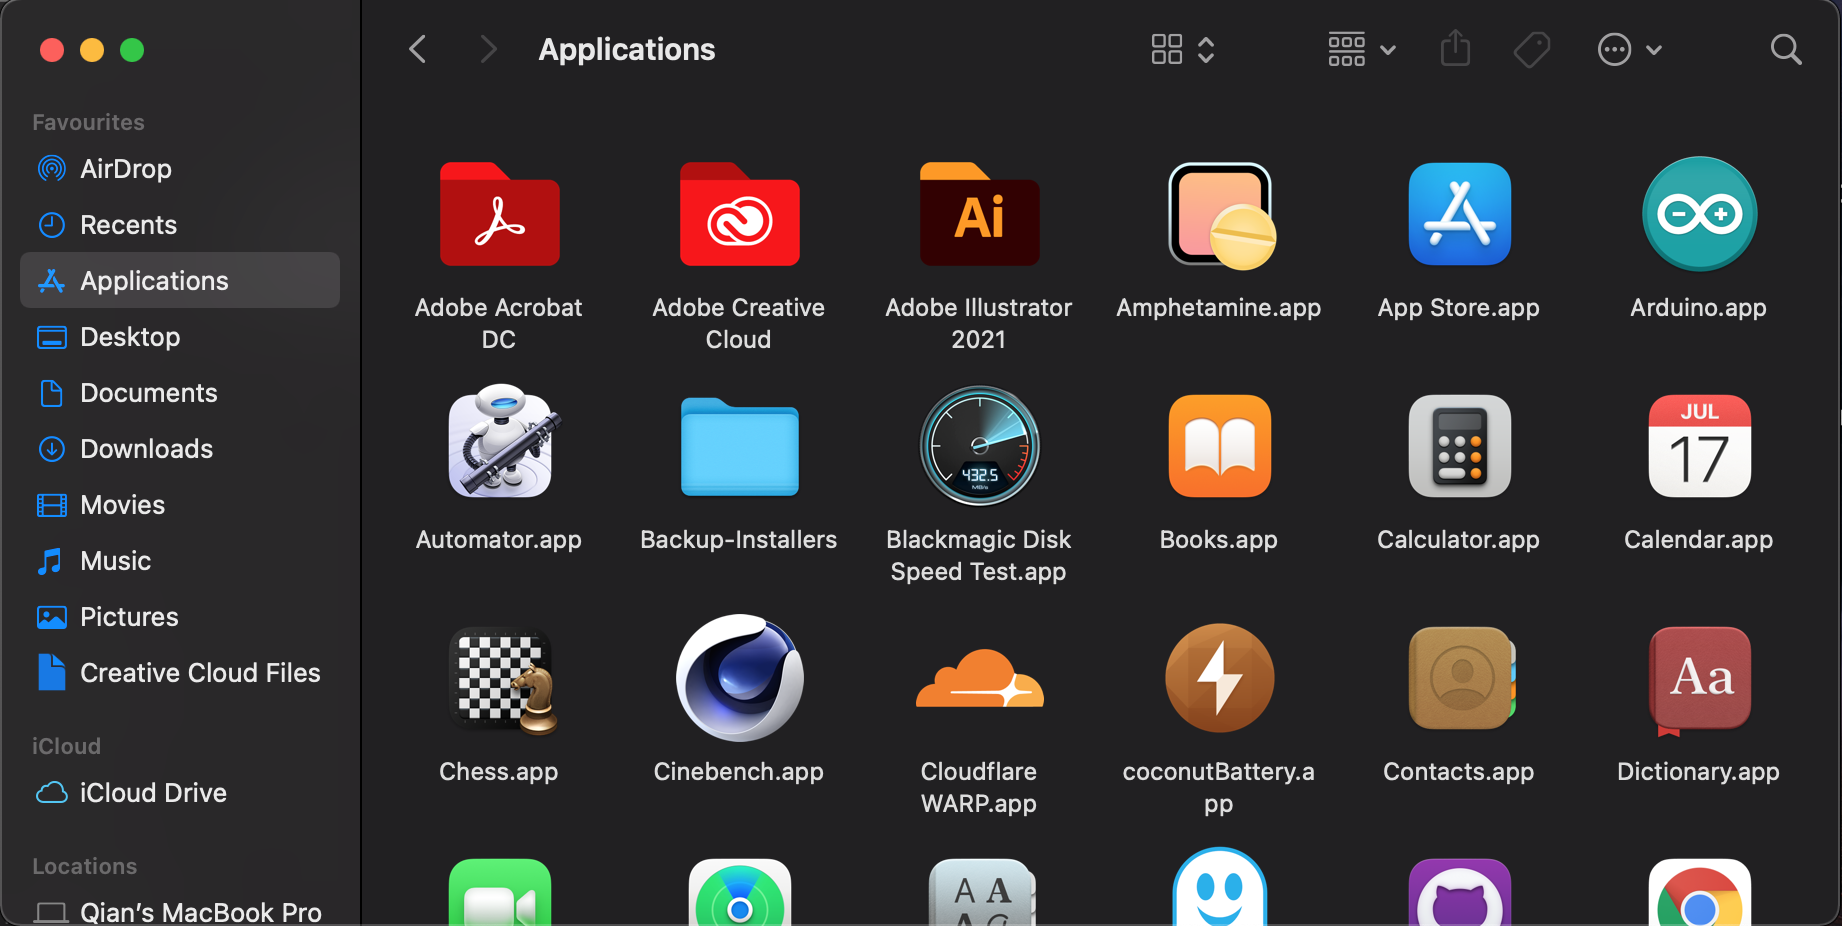 Applications
Favourites
AirDrop
Recents
Applications
Desktop
Documents
Downloads
Movies
Music
Pictures
Creative Cloud Files
iCloud
iCloud Drive
Locations
Qian’s MacBook Pro
Ai
Adobe Acrobat
DC
Adobe Creative
Cloud
Adobe Illustrator
2021
Amphetamine.app
App Store.app
Arduino.app
432.5
MB/s
JUL
17
Automator.app
Backup-Installers
Blackmagic Disk
Speed Test.app
Books.app
Calculator.app
Calendar.app
Aa
Chess.app
Cinebench.app
Cloudflare
WARP.app
coconutBattery.a
pp
Contacts.app
Dictionary.app
A A
A G